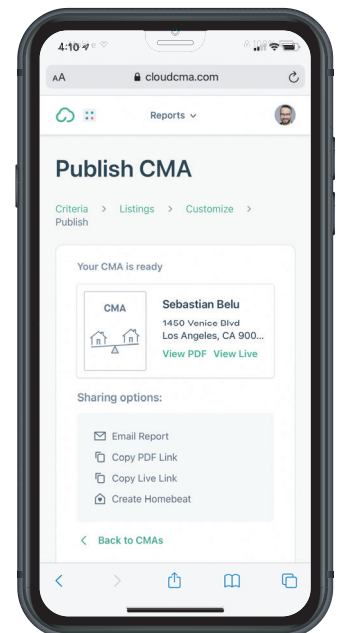 4:10
AA cloudcma.com
Reports
Publish CMA
Criteria > Listings > Customize >
Publish
Your CMA is ready
CMA
Sebastian Belu
1450 Venice Blvd
Los Angeles, CA 900...
View PDF View Live
Sharing options:
Email Report
Copy PDF Link
Copy Live Link
Create Homebeat
< Back to CMAs